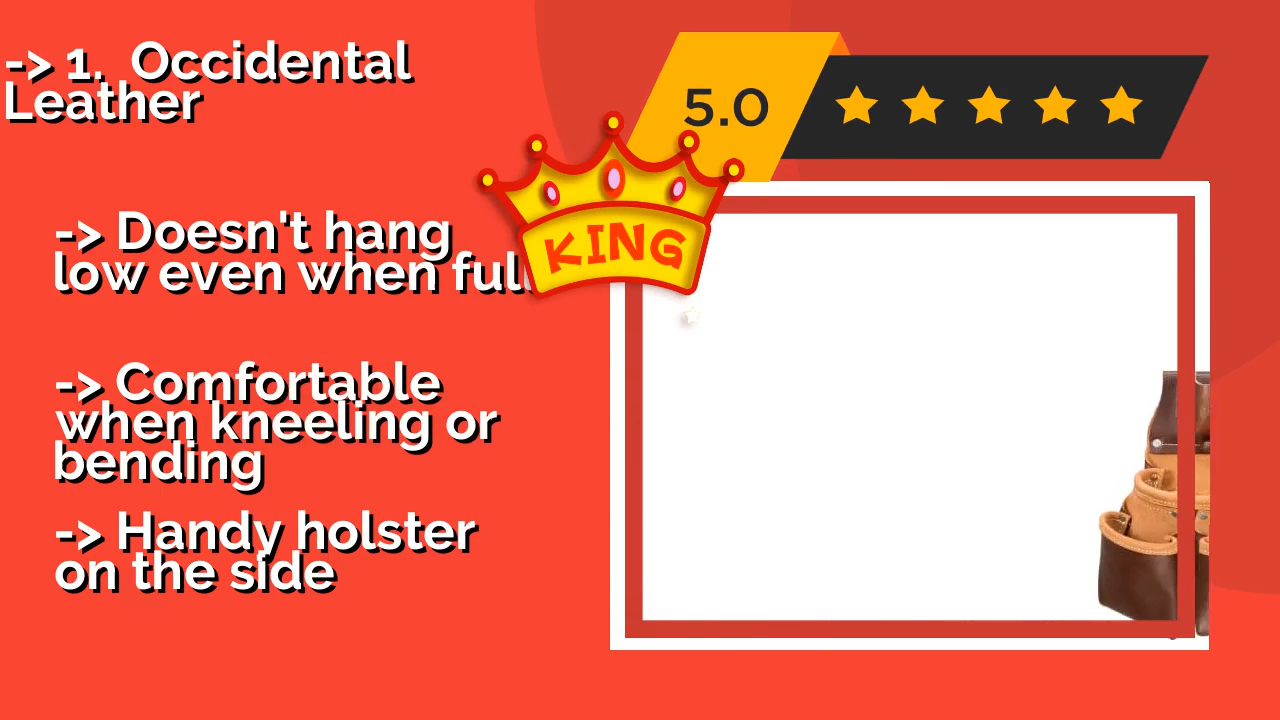 -> 1.  Occidental
Leather
5.0
-> Doesn't hang
low even when full
KING
-> Comfortable
when kneeling or
bending
-> Handy holster
on the side